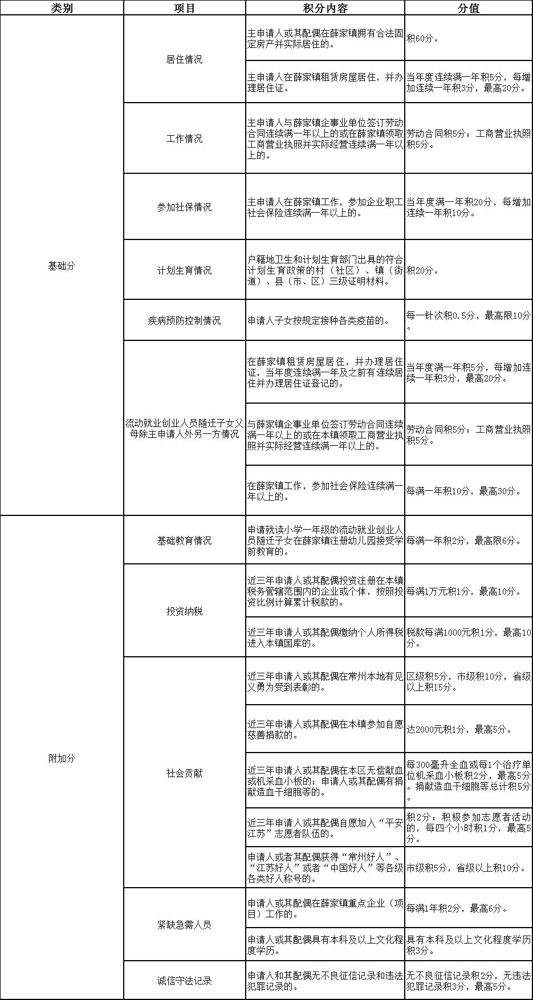 类别
项目
积分内容
分值
基础分
居住情况
主申请人或其配偶在薛家镇拥有合法固
定房产并实际居住的。
积60分。
主申请人在薛家镇租赁房屋居住，并办
理居住证。
当年度连续满一年积5分，每增
加连续一年积3分，最高20分。
工作情况
主申请人与薛家镇企事业单位签订劳动
合同连续满一年以上的或在薛家镇领取
工商营业执照并实际经营连续满一年以
上的。
劳动合同积5分；工商营业执照
积5分。
参加社保情况
主申请人在薛家镇工作，参加企业职工
社会保险连续满一年以上的。
当年度满一年积20分，每增加
连续一年积10分。
计划生育情况
户籍地卫生和计划生育部门出具的符合
计划生育政策的村（社区）、镇（街
道）、县（市、区）三级证明材料。
积20分。
疾病预防控制情况
申请人子女按规定接种各类疫苗的。
每一针次积0.5分，最高限10分
。
流动就业创业人员随迁子女父
母除主申请人外另一方情况
在薛家镇租赁房屋居住，并办理居住
证，当年度连续满一年及之前有连续居
住并办理居住证登记的。
当年度满一年积5分，每增加连
续一年积3分，最高20分。
与薛家镇企事业单位签订劳动合同连续
满一年以上的或在本镇领取工商营业执
照并实际经营连续满一年以上的。
劳动合同积5分；工商营业执照
积5分。
在薛家镇工作，参加社会保险连续满一
年以上的。
每满一年积10分，最高30分。
附加分
基础教育情况
申请就读小学一年级的流动就业创业人
员随迁子女在薛家镇注册幼儿园接受学
前教育的。
每满一年积2分，最高限6分。
投资纳税
近三年申请人或其配偶投资注册在本镇
税务管辖范围内的企业或个体，按照投
资比例计算累计税款的。
每满1万元积1分，最高10分。
近三年申请人或其配偶缴纳个人所得税
进入本镇国库的。
税款每满1000元积1分，最高10
分。
社会贡献
近三年申请人或其配偶在常州本地有见
义勇为受到表彰的。
区级积5分，市级积10分，省级
以上积15分。
近三年申请人或其配偶在本镇参加自愿
慈善捐款的。
达2000元积1分，最高5分。
近三年申请人或其配偶在本区无偿献血
或机采血小板的；申请人或其配偶有捐
献造血干细胞等的。
每300毫升全血或每1个治疗单
位机采血小板积2分，最高5分
。捐献造血干细胞等总计积5分
。
近三年申请人或其配偶自愿加入“平安
江苏”志愿者队伍的。
积2分；积极参加志愿者活动
的，每四个小时积1分，最高5
分。
申请人或者其配偶获得“常州好人”、
“江苏好人”或者“中国好人”等各级
各类好人称号的。
市级积5分，省级以上积10分。
紧缺急需人员
申请人或其配偶在薛家镇重点企业（项
目）工作的。
每满1年积2分，最高6分。
申请人或其配偶具有本科及以上文化程
度学历。
具有本科及以上文化程度学历
积3分。
诚信守法记录
申请人和其配偶无不良征信记录和违法
犯罪记录的。
无不良征信记录积2分，无违法
犯罪记录积3分，最高5分。